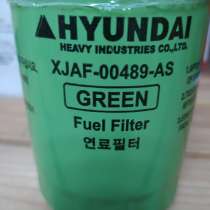 HYUNDAI
HEAVY INDUSTRIES CO.,LTD.
XJAF-00489-AS
GREEN
Fuel Filter
연료필터